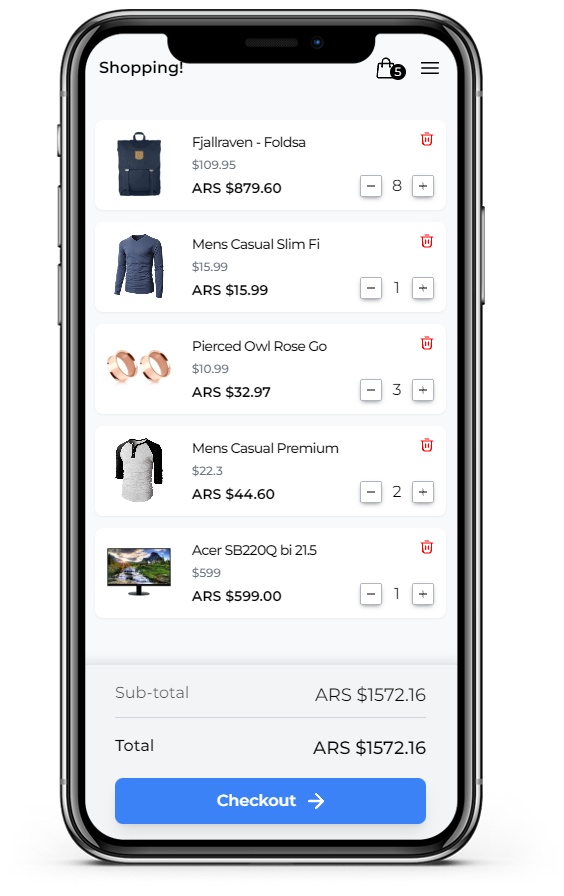 Shopping!
5
Fjallraven - Foldsa
$109.95
ARS $879.60
8
Mens Casual Slim Fi
$15.99
ARS $15.99
1
Pierced Owl Rose Go
$10.99
ARS $32.97
3
Mens Casual Premium
$22.3
ARS $44.60
2
Acer SB220Q bi 21.5
$599
ARS $599.00
1
Sub-total ARS $1572.16
Total ARS $1572.16
Checkout